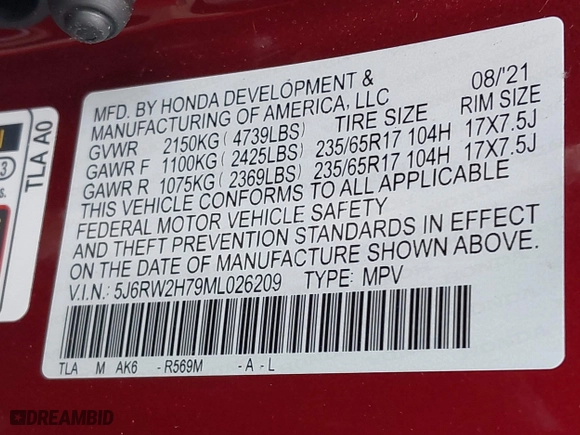 MFD. BY HONDA DEVELOPMENT & 08/'21
MANUFACTURING OF AMERICA, LLC
TIRE SIZE RIM SIZE
GVWR 2150KG ( 4739LBS)
GAWR F 1100KG ( 2425LBS) 235/65R17 104H 17X7.5J
GAWR R 1075KG ( 2369LBS) 235/65R17 104H 17X7.5J
THIS VEHICLE CONFORMS TO ALL APPLICABLE
FEDERAL MOTOR VEHICLE SAFETY
AND THEFT PREVENTION STANDARDS IN EFFECT
ON THE DATE OF MANUFACTURE SHOWN ABOVE.
V.I.N.: 5J6RW2H79ML026209 TYPE: MPV
TLA M AK6 - R569M - A - L
TLA A0
3
s.
DREAMBID